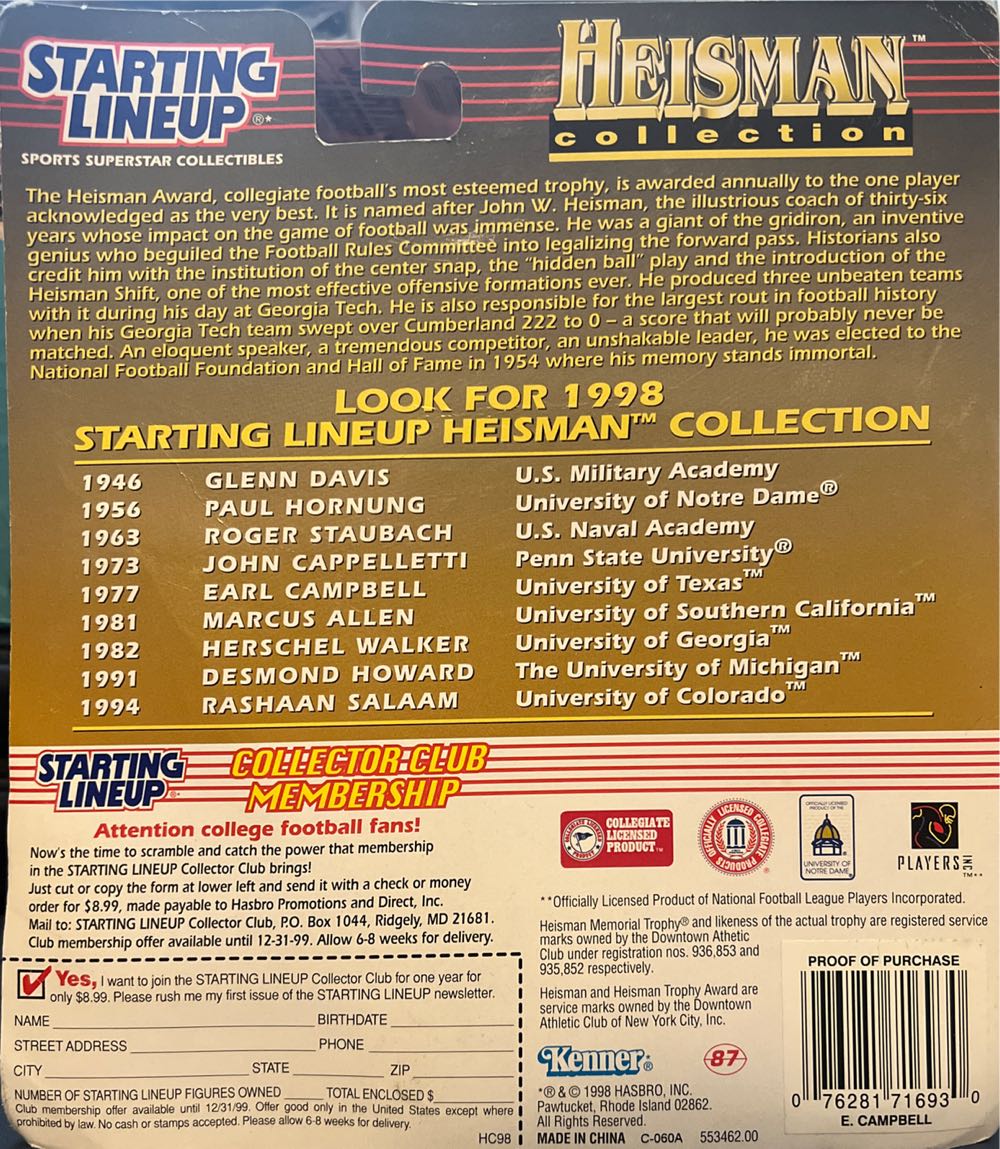 STARTING
LINEUP®*
SPORTS SUPERSTAR COLLECTIBLES
HEISMAN™
collection
The Heisman Award, collegiate football's most esteemed trophy, is awarded annually to the one player
acknowledged as the very best. It is named after John W. Heisman, the illustrious coach of thirty-six
years whose impact on the game of football was immense. He was a giant of the gridiron, an inventive
genius who beguiled the Football Rules Committee into legalizing the forward pass. Historians also
credit him with the institution of the center snap, the "hidden ball" play and the introduction of the
Heisman Shift, one of the most effective offensive formations ever. He produced three unbeaten teams
with it during his day at Georgia Tech. He is also responsible for the largest rout in football history
when his Georgia Tech team swept over Cumberland 222 to 0 – a score that will probably never be
matched. An eloquent speaker, a tremendous competitor, an unshakable leader, he was elected to the
National Football Foundation and Hall of Fame in 1954 where his memory stands immortal.
LOOK FOR 1998
STARTING LINEUP HEISMAN™ COLLECTION
1946 GLENN DAVIS U.S. Military Academy
1956 PAUL HORNUNG University of Notre Dame®
1963 ROGER STAUBACH U.S. Naval Academy
1973 JOHN CAPPELLETTI Penn State University®
1977 EARL CAMPBELL University of Texas™
1981 MARCUS ALLEN University of Southern California™
1982 HERSCHEL WALKER University of Georgia™
1991 DESMOND HOWARD The University of Michigan™
1994 RASHAAN SALAAM University of Colorado™
STARTING
LINEUP®*
COLLECTOR CLUB
MEMBERSHIP
Attention college football fans!
Now's the time to scramble and catch the power that membership
in the STARTING LINEUP Collector Club brings!
Just cut or copy the form at lower left and send it with a check or money
order for $8.99, made payable to Hasbro Promotions and Direct, Inc.
Mail to: STARTING LINEUP Collector Club, P.O. Box 1044, Ridgely, MD 21681.
Club membership offer available until 12-31-99. Allow 6-8 weeks for delivery.
Yes, I want to join the STARTING LINEUP Collector Club for one year for
only $8.99. Please rush me my first issue of the STARTING LINEUP newsletter.
NAME BIRTHDATE
STREET ADDRESS PHONE
CITY STATE ZIP
NUMBER OF STARTING LINEUP FIGURES OWNED TOTAL ENCLOSED $
Club membership offer available until 12/31/99. Offer good only in the United States except where
prohibited by law. No cash or stamps accepted. Please allow 6-8 weeks for delivery.
HC98
COLLEGIATE
LICENSED
PRODUCT™
OFFICIALLY LICENSED COLLEGIATE PRODUCTS
OFFICIALLY LICENSED
PRODUCT OF THE
UNIVERSITY OF
NOTRE DAME
PLAYERS INC
™**
**Officially Licensed Product of National Football League Players Incorporated.
Heisman Memorial Trophy® and likeness of the actual trophy are registered service
marks owned by the Downtown Athetic
Club under registration nos. 936,853 and
935,852 respectively.
Heisman and Heisman Trophy Award are
service marks owned by the Downtown
Athletic Club of New York City, Inc.
Kenner®
87
*® & © 1998 HASBRO, INC.
Pawtucket, Rhode Island 02862.
All Rights Reserved.
MADE IN CHINA C-060A 553462.00
PROOF OF PURCHASE
0 76281 71693 0
E. CAMPBELL